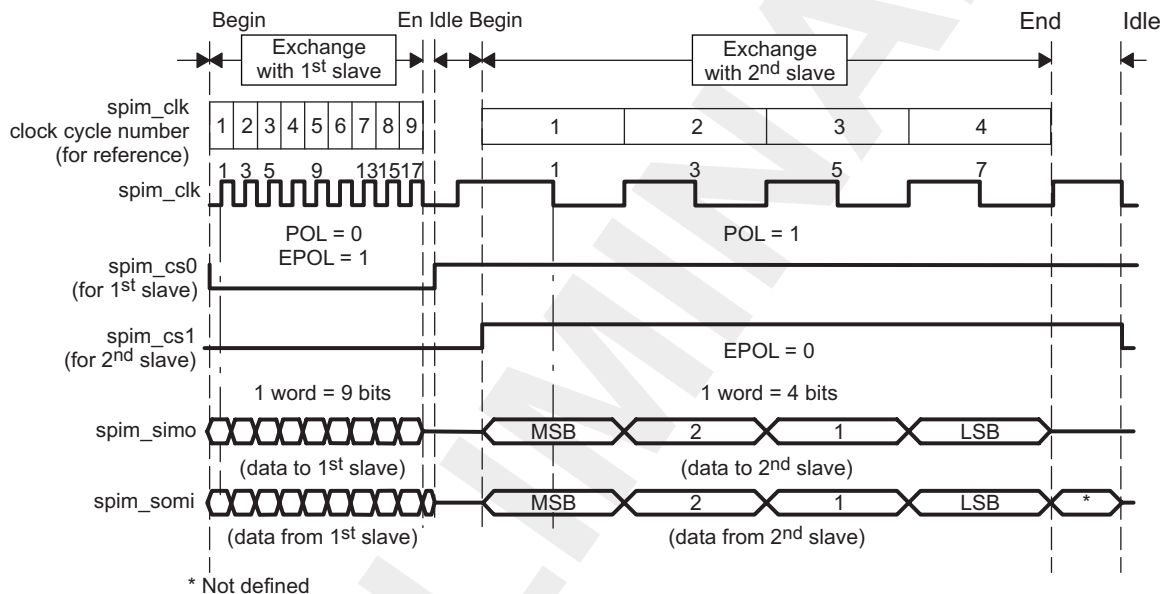 Begin En Idle Begin End Idle
Exchange
with 1st slave
Exchange
with 2nd slave
spim_clk
clock cycle number
(for reference)
1 2 3 4 5 6 7 8 9 1 2 3 4
1 3 5 9 13 15 17 1 3 5 7
spim_clk
POL = 0 POL = 1
EPOL = 1
spim_cs0
(for 1st slave)
spim_cs1
(for 2nd slave)
EPOL = 0
1 word = 9 bits 1 word = 4 bits
spim_simo MSB 2 1 LSB
(data to 1st slave) (data to 2nd slave)
spim_somi MSB 2 1 LSB *
(data from 1st slave) (data from 2nd slave)
* Not defined